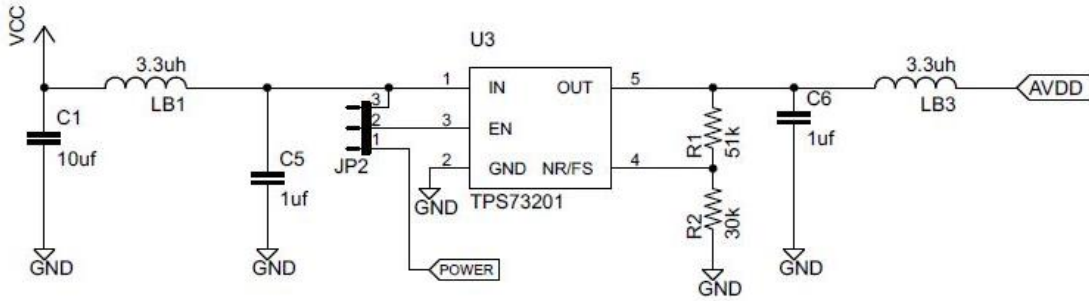 VCC
3.3uh
LB1
C1
10uf
GND
C5
1uf
GND
3
2
1
JP2
POWER
U3
1
IN
OUT
5
3
EN
2
GND
NR/FS
4
GND
TPS73201
R1
51k
R2
30k
GND
C6
1uf
GND
3.3uh
LB3
AVDD